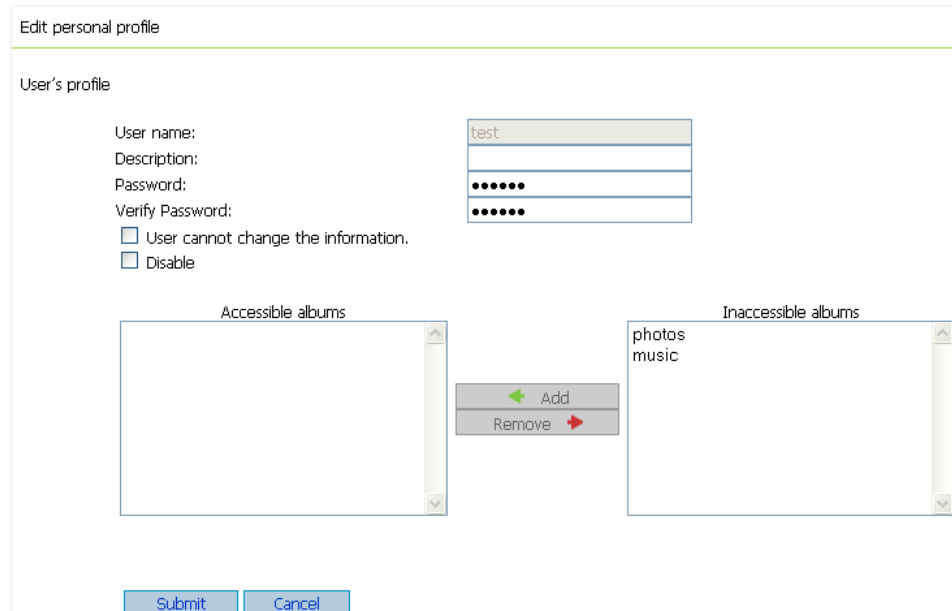 Edit personal profile
User's profile
User name: test
Description:
Password: ••••••
Verify Password: ••••••
User cannot change the information.
Disable
Accessible albums
Inaccessible albums
photos
music
Add
Remove
Submit Cancel